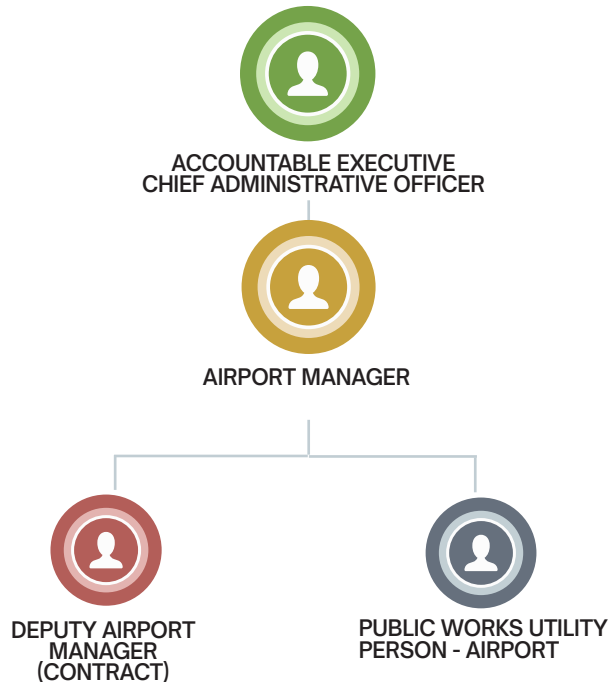 ACCOUNTABLE EXECUTIVE
CHIEF ADMINISTRATIVE OFFICER
AIRPORT MANAGER
DEPUTY AIRPORT
MANAGER
(CONTRACT)
PUBLIC WORKS UTILITY
PERSON - AIRPORT